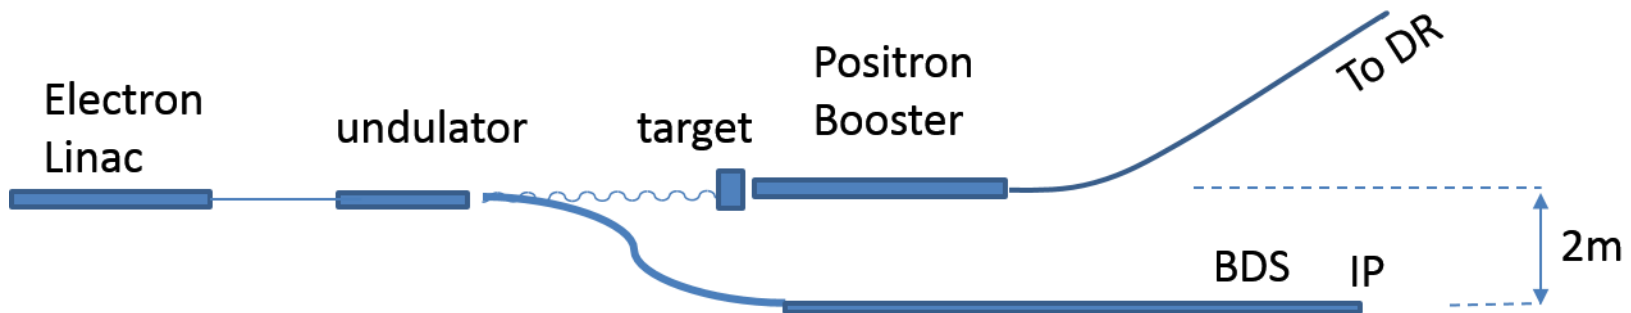 Electron
Linac
undulator
target
Positron
Booster
To DR
BDS
IP
2m